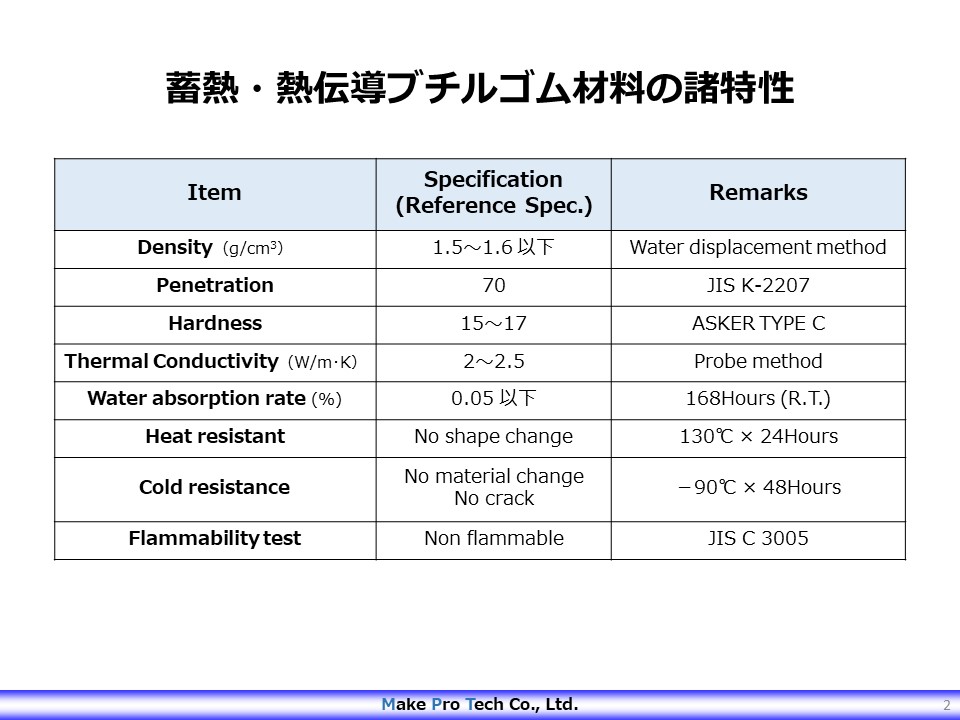 蓄熱・熱伝導ブチルゴム材料の諸特性
Item
Specification
(Reference Spec.)
Remarks
Density（g/cm³）
1.5～1.6 以下
Water displacement method
Penetration
70
JIS K-2207
Hardness
15～17
ASKER TYPE C
Thermal Conductivity（W/m･K）
2～2.5
Probe method
Water absorption rate (%)
0.05 以下
168Hours (R.T.)
Heat resistant
No shape change
130℃ × 24Hours
Cold resistance
No material change
No crack
－90℃ × 48Hours
Flammability test
Non flammable
JIS C 3005
Make Pro Tech Co., Ltd.
2